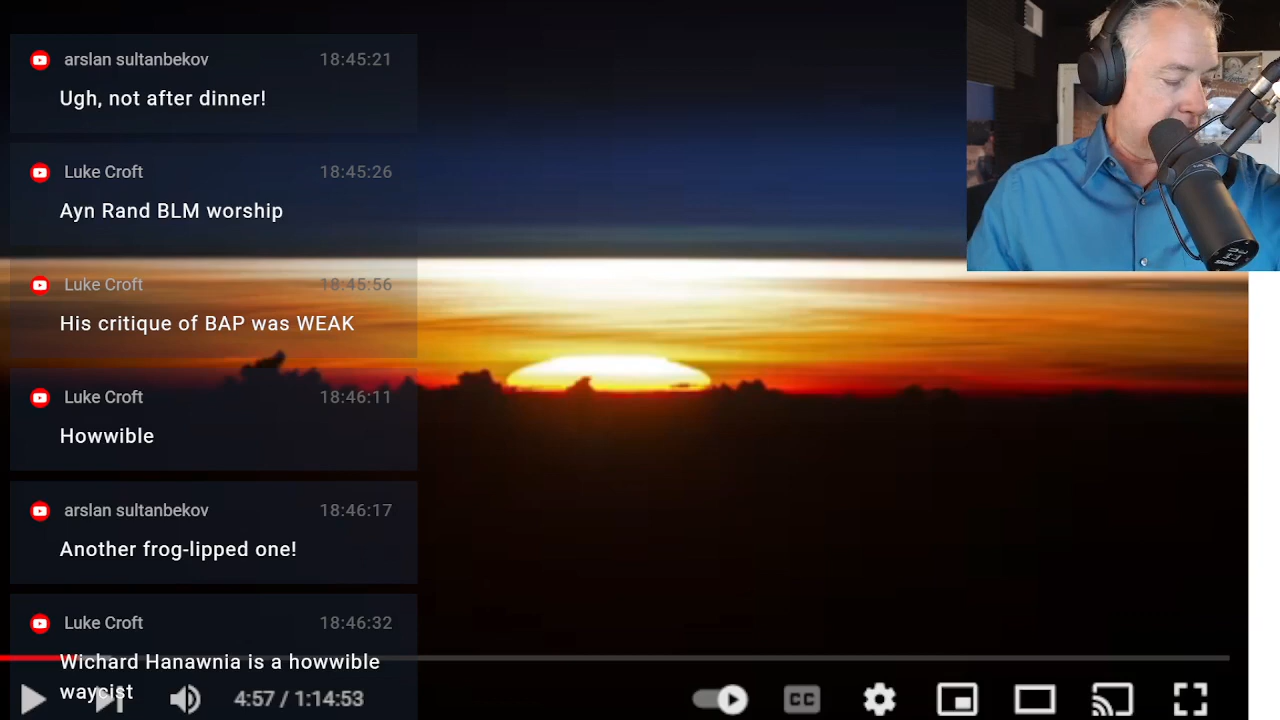 arslan sultanbekov 18:45:21
Ugh, not after dinner!
Luke Croft 18:45:26
Ayn Rand BLM worship
Luke Croft 18:45:56
His critique of BAP was WEAK
Luke Croft 18:46:11
Howwible
arslan sultanbekov 18:46:17
Another frog-lipped one!
Luke Croft 18:46:32
Wichard Hanawnia is a howwible
waycist
4:57 / 1:14:53
CC